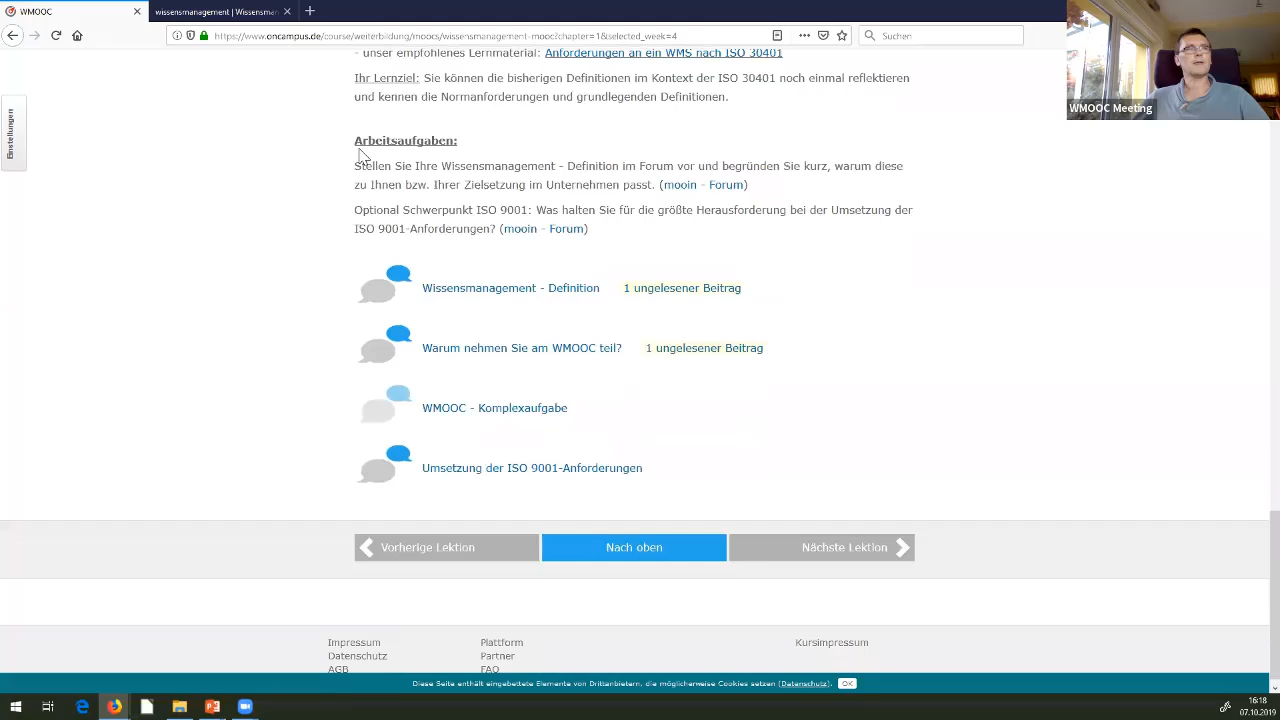 WMOOC
wissensmanagement | Wissensman
https://www.oncampus.de/course/weiterbildung/moocs/wissensmanagement-mooc?chapter=1&selected_week=4
Suchen
- unser empfohlenes Lernmaterial: Anforderungen an ein WMS nach ISO 30401
Ihr Lernziel: Sie können die bisherigen Definitionen im Kontext der ISO 30401 noch einmal reflektieren
und kennen die Normanforderungen und grundlegenden Definitionen.
WMOOC Meeting
Einstellungen
Arbeitsaufgaben:
Stellen Sie Ihre Wissensmanagement - Definition im Forum vor und begründen Sie kurz, warum diese
zu Ihnen bzw. Ihrer Zielsetzung im Unternehmen passt. (mooin - Forum)
Optional Schwerpunkt ISO 9001: Was halten Sie für die größte Herausforderung bei der Umsetzung der
ISO 9001-Anforderungen? (mooin - Forum)
Wissensmanagement - Definition 1 ungelesener Beitrag
Warum nehmen Sie am WMOOC teil? 1 ungelesener Beitrag
WMOOC - Komplexaufgabe
Umsetzung der ISO 9001-Anforderungen
Vorherige Lektion
Nach oben
Nächste Lektion
Impressum
Datenschutz
AGB
Plattform
Partner
FAQ
Kursimpressum
Diese Seite enthält eingebettete Elemente von Drittanbietern, die möglicherweise Cookies setzen (Datenschutz). OK
16:18
07.10.2019